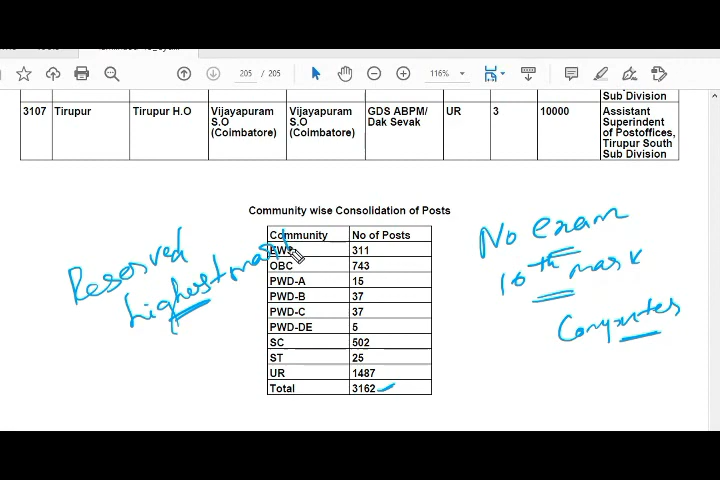 205 / 205
116%
Sub Division
3107 Tirupur Tirupur H.O Vijayapuram S.O (Coimbatore) Vijayapuram S.O (Coimbatore) GDS ABPM/ Dak Sevak UR 3 10000 Assistant Superindent of Postoffices, Tirupur South Sub Division
Community wise Consolidation of Posts
Community No of Posts
EWS 311
OBC 743
PWD-A 15
PWD-B 37
PWD-C 37
PWD-DE 5
SC 502
ST 25
UR 1487
Total 3162
Reserved
highest mark
No exam
10th mark
Computer